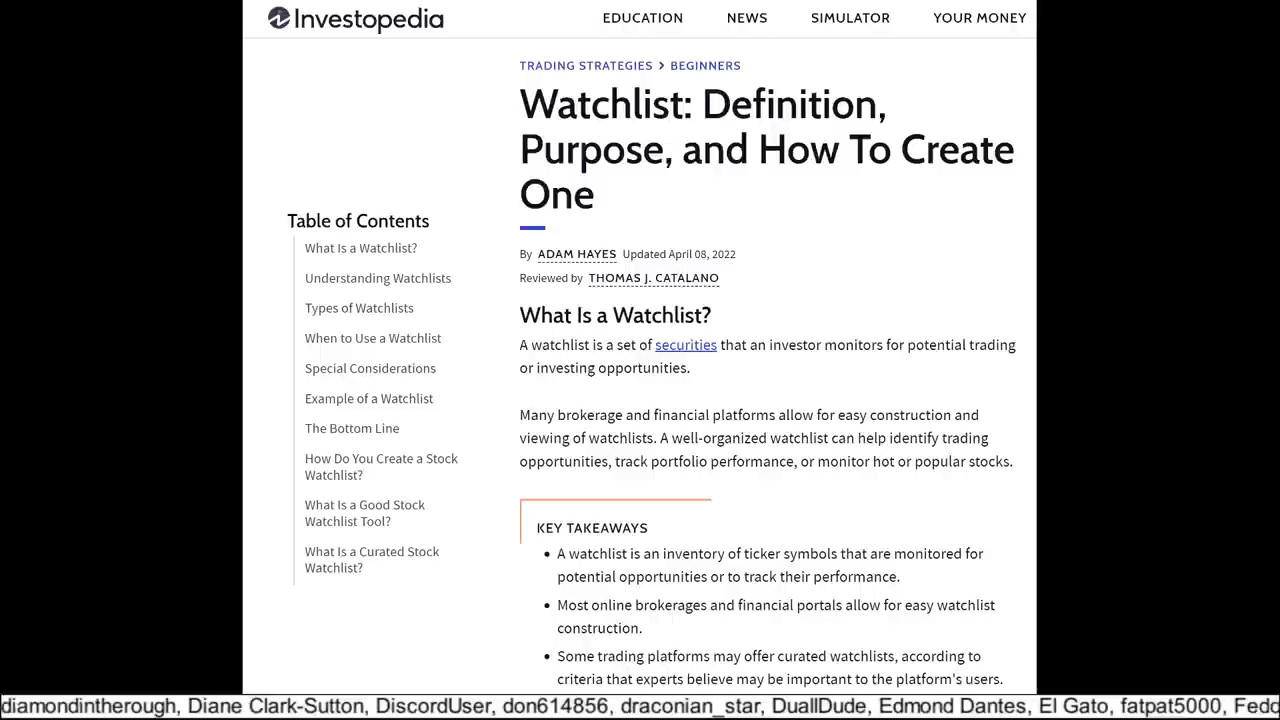 Investopedia
EDUCATION NEWS SIMULATOR YOUR MONEY
TRADING STRATEGIES > BEGINNERS
Watchlist: Definition,
Purpose, and How To Create
One
By ADAM HAYES Updated April 08, 2022
Reviewed by THOMAS J. CATALANO
Table of Contents
What Is a Watchlist?
Understanding Watchlists
Types of Watchlists
When to Use a Watchlist
Special Considerations
Example of a Watchlist
The Bottom Line
How Do You Create a Stock
Watchlist?
What Is a Good Stock
Watchlist Tool?
What Is a Curated Stock
Watchlist?
What Is a Watchlist?
A watchlist is a set of securities that an investor monitors for potential trading
or investing opportunities.
Many brokerage and financial platforms allow for easy construction and
viewing of watchlists. A well-organized watchlist can help identify trading
opportunities, track portfolio performance, or monitor hot or popular stocks.
KEY TAKEAWAYS
• A watchlist is an inventory of ticker symbols that are monitored for
potential opportunities or to track their performance.
• Most online brokerages and financial portals allow for easy watchlist
construction.
• Some trading platforms may offer curated watchlists, according to
criteria that experts believe may be important to the platform's users.
diamondintherough, Diane Clark-Sutton, DiscordUser, don614856, draconian_star, DuallDude, Edmond Dantes, El Gato, fatpat5000,